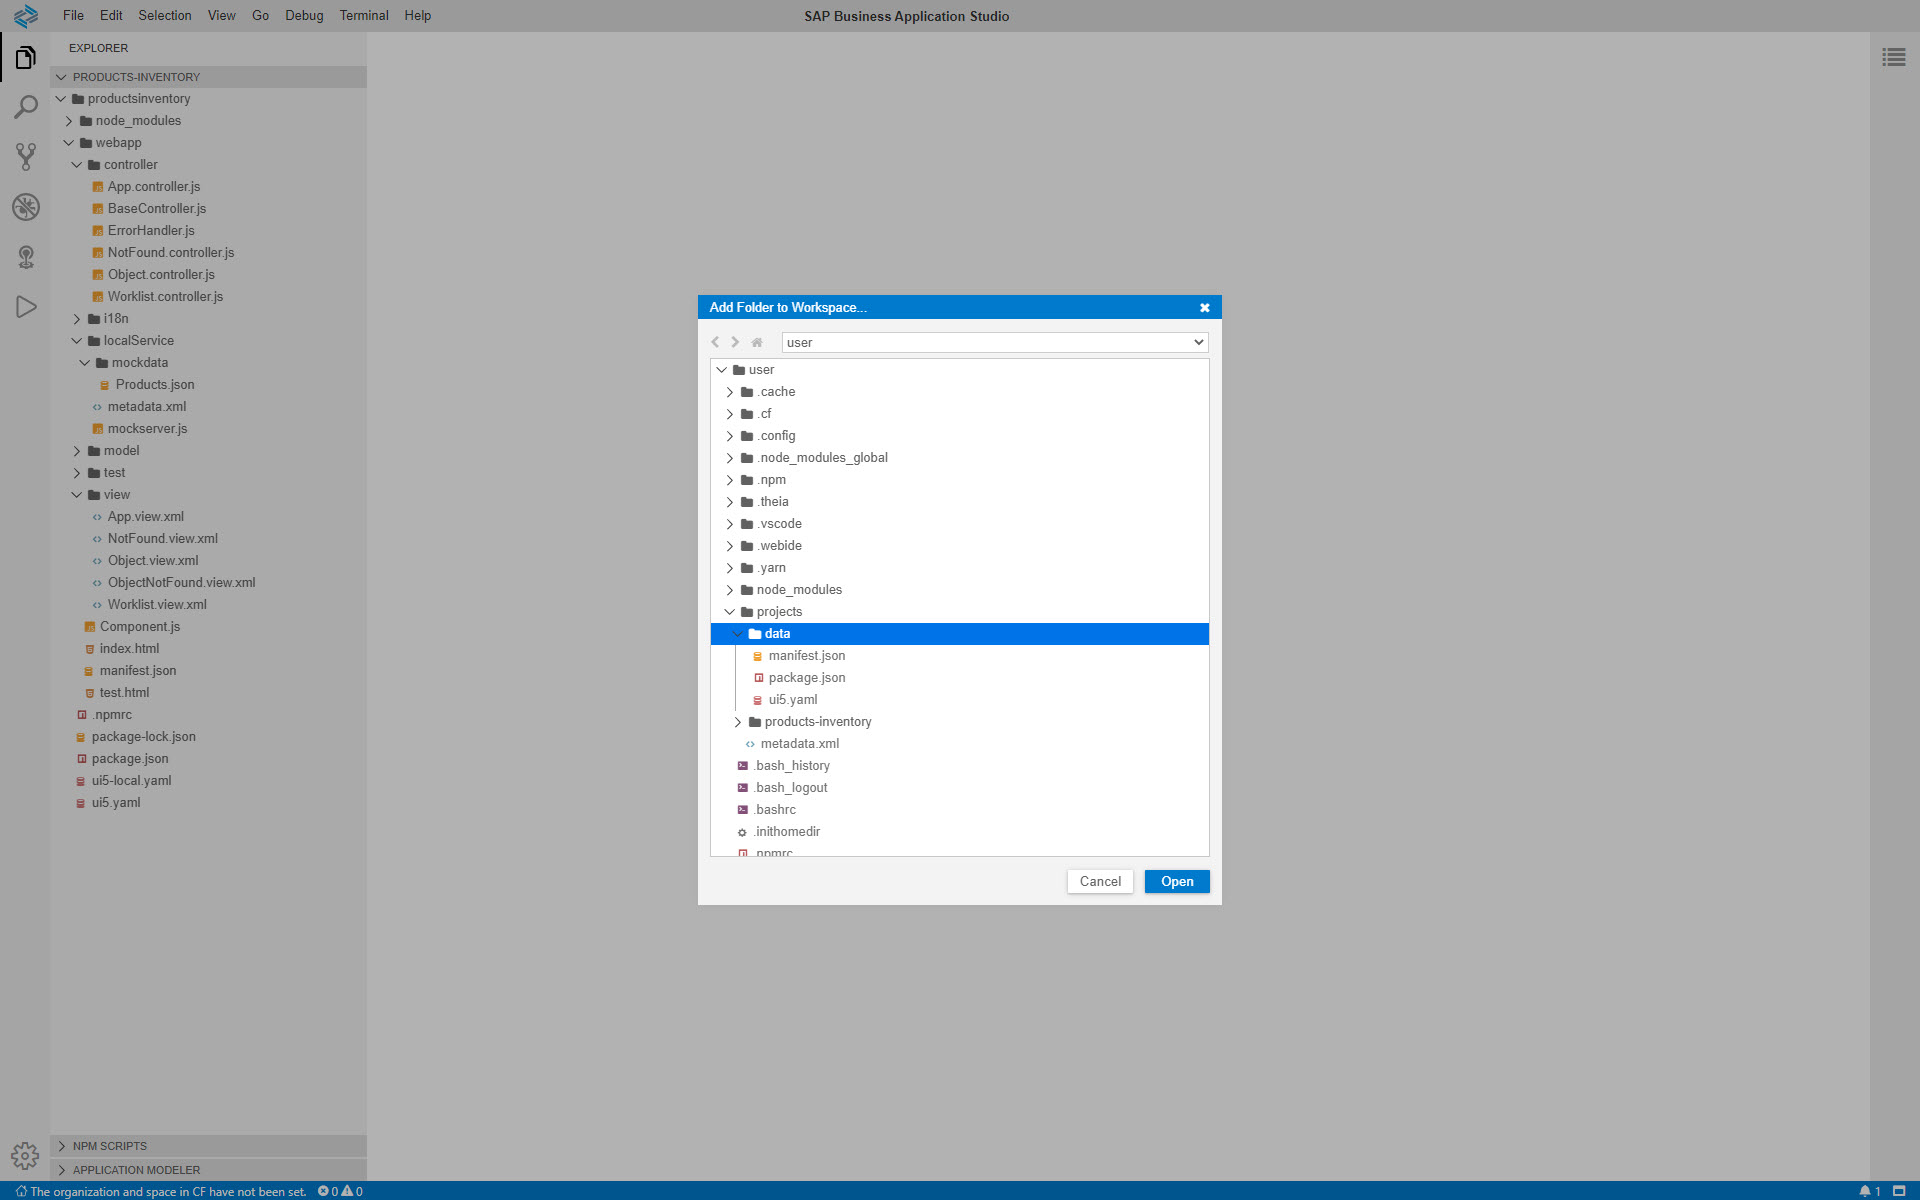 File Edit Selection View Go Debug Terminal Help
SAP Business Application Studio
EXPLORER
PRODUCTS-INVENTORY
productsinventory
node_modules
webapp
controller
App.controller.js
BaseController.js
ErrorHandler.js
NotFound.controller.js
Object.controller.js
Worklist.controller.js
i18n
localService
mockdata
Products.json
metadata.xml
mockserver.js
model
test
view
App.view.xml
NotFound.view.xml
Object.view.xml
ObjectNotFound.view.xml
Worklist.view.xml
Component.js
index.html
manifest.json
test.html
.npmrc
package-lock.json
package.json
ui5-local.yaml
ui5.yaml
NPM SCRIPTS
APPLICATION MODELER
Add Folder to Workspace...
user
user
.cache
.cf
.config
.node_modules_global
.npm
.theia
.vscode
.webide
.yarn
node_modules
projects
data
manifest.json
package.json
ui5.yaml
products-inventory
metadata.xml
.bash_history
.bash_logout
.bashrc
.inithomedir
.npmrc
Cancel
Open
The organization and space in CF have not been set. 0 0
1